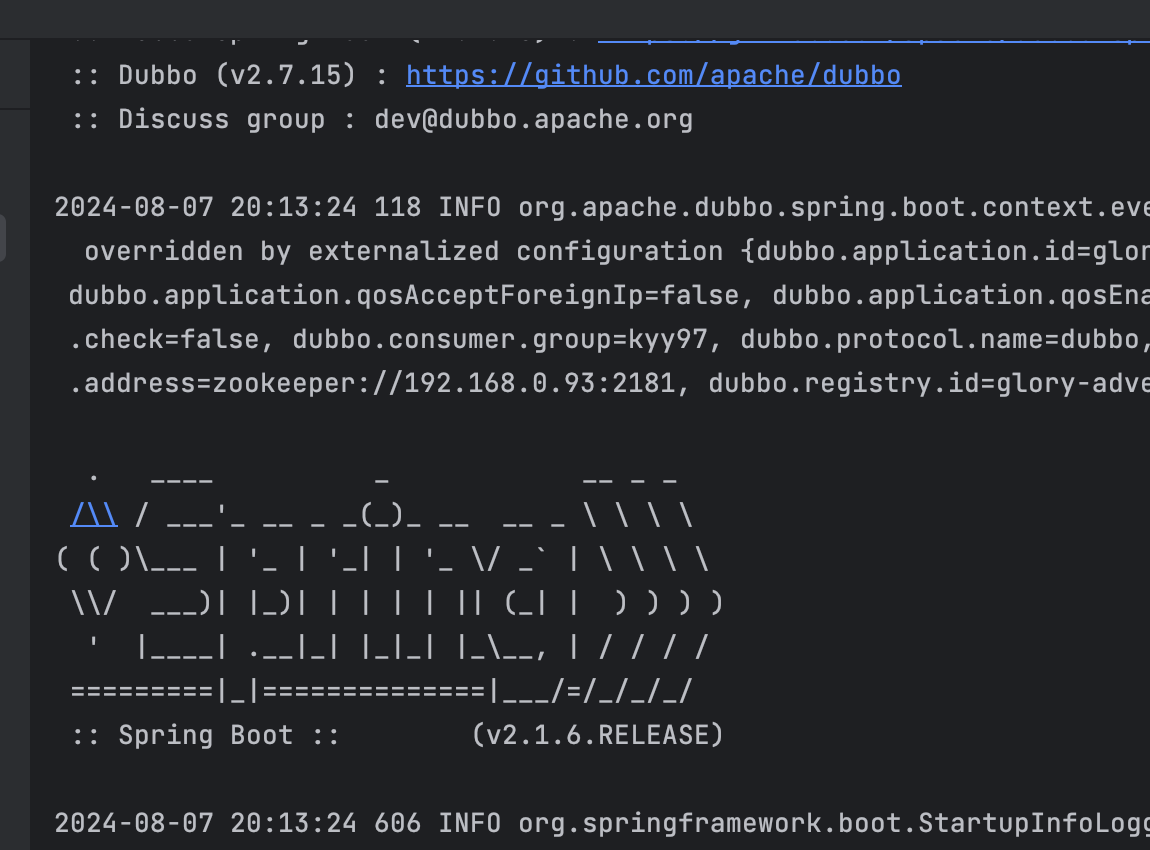 :: Dubbo (v2.7.15) : https://github.com/apache/dubbo
:: Discuss group : dev@dubbo.apache.org
2024-08-07 20:13:24 118 INFO org.apache.dubbo.spring.boot.context.eve
overridden by externalized configuration {dubbo.application.id=glor
dubbo.application.qosAcceptForeignIp=false, dubbo.application.qosEna
.check=false, dubbo.consumer.group=kyy97, dubbo.protocol.name=dubbo,
.address=zookeeper://192.168.0.93:2181, dubbo.registry.id=glory-adve
  .   ____          _            __ _ _
 /\\ / ___'_ __ _ _(_)_ __  __ _ \ \ \ \
( ( )\___ | '_ | '_| | '_ \/ _` | \ \ \ \
 \\/  ___)| |_)| | | | | || (_| |  ) ) ) )
  '  |____| .__|_| |_|_| |_\__, | / / / /
 =========|_|==============|___/=/_/_/_/
:: Spring Boot ::        (v2.1.6.RELEASE)
2024-08-07 20:13:24 606 INFO org.springframework.boot.StartupInfoLogg